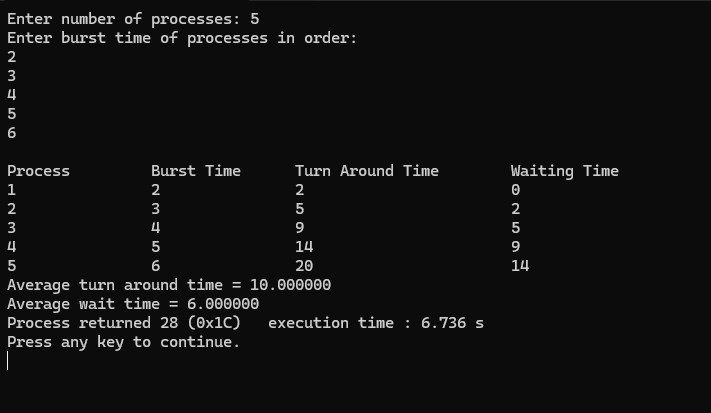 Enter number of processes: 5
Enter burst time of processes in order:
2
3
4
5
6
Process Burst Time Turn Around Time Waiting Time
1 2 2 0
2 3 5 2
3 4 9 5
4 5 14 9
5 6 20 14
Average turn around time = 10.000000
Average wait time = 6.000000
Process returned 28 (0x1C) execution time : 6.736 s
Press any key to continue.